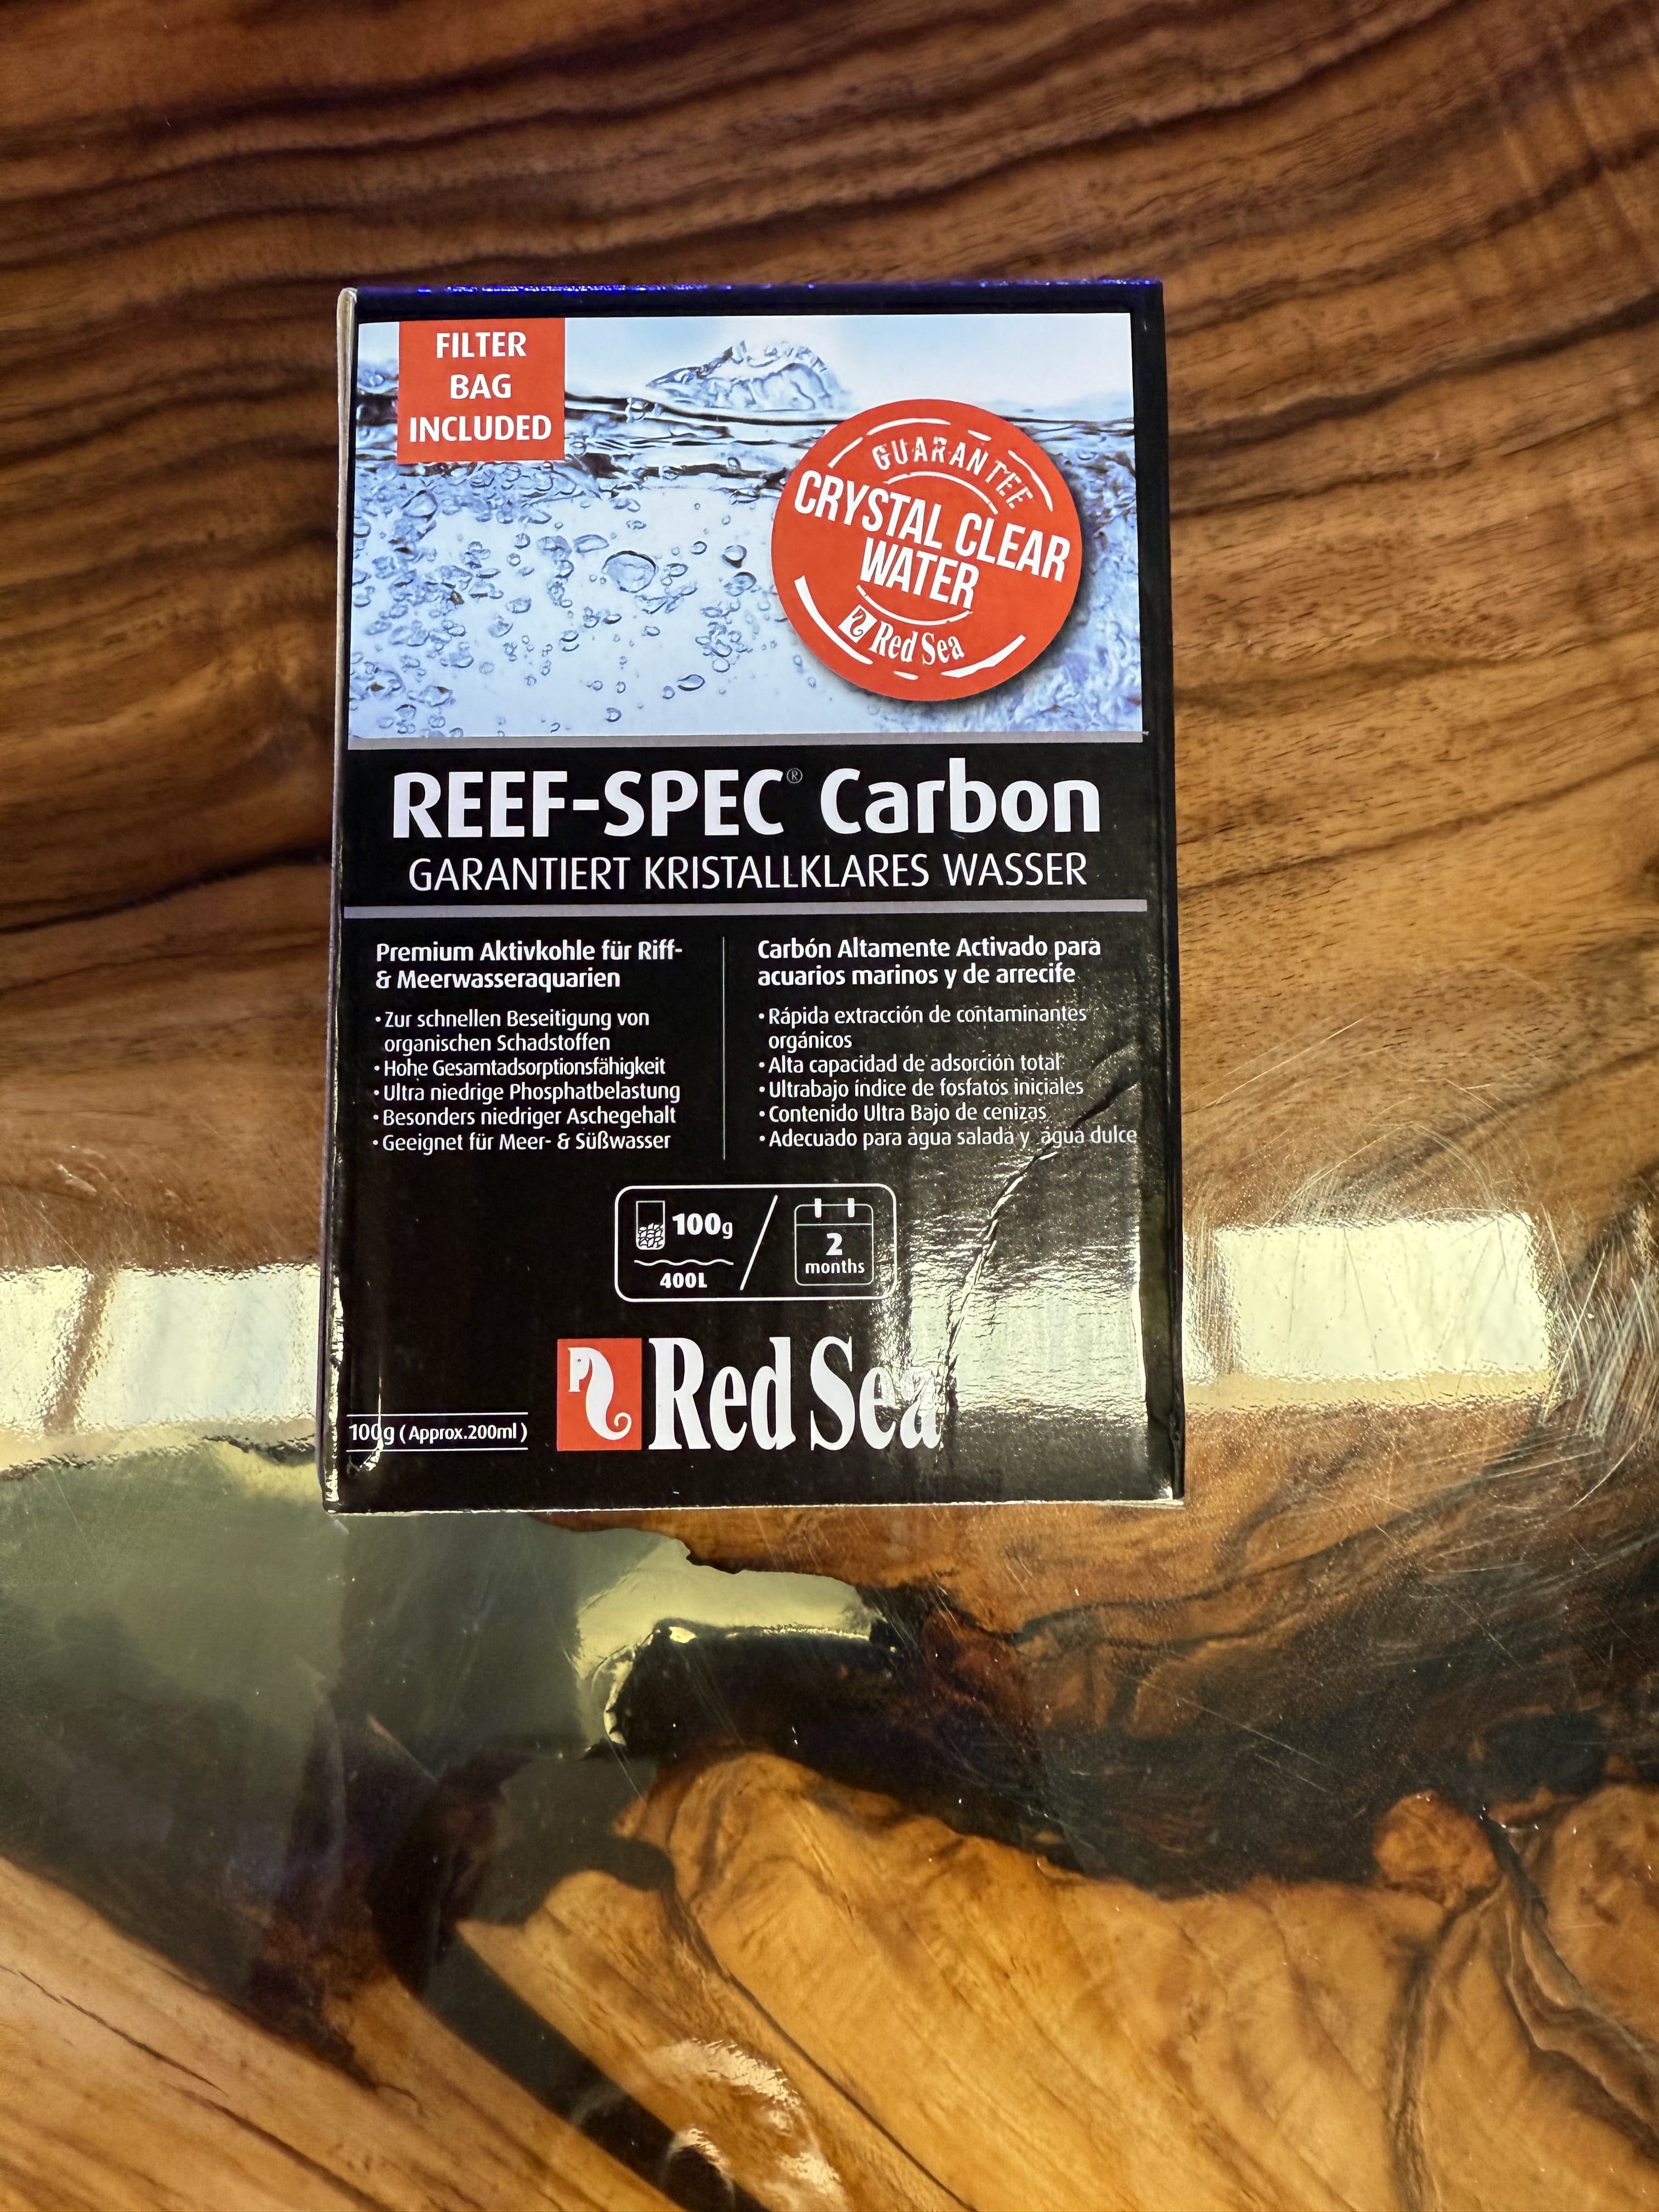 FILTER
BAG
INCLUDED
GUARANTEE
CRYSTAL CLEAR
WATER
Red Sea
REEF-SPEC® Carbon
GARANTIERT KRISTALLKLARES WASSER
Premium Aktivkohle für Riff-
& Meerwasseraquarien
• Zur schnellen Beseitigung von
organischen Schadstoffen
• Hohe Gesamtadsorptionsfähigkeit
• Ultra niedrige Phosphatbelastung
• Besonders niedriger Aschegehalt
• Geeignet für Meer- & Süßwasser
Carbón Altamente Activado para
acuarios marinos y de arrecife
• Rápida extracción de contaminantes
orgánicos
• Alta capacidad de adsorción total
• Ultrabajo índice de fosfatos iniciales
• Contenido Ultra Bajo de cenizas
• Adecuado para agua salada y agua dulce
100g
400L
2
months
Red Sea
100g (Approx.200ml)